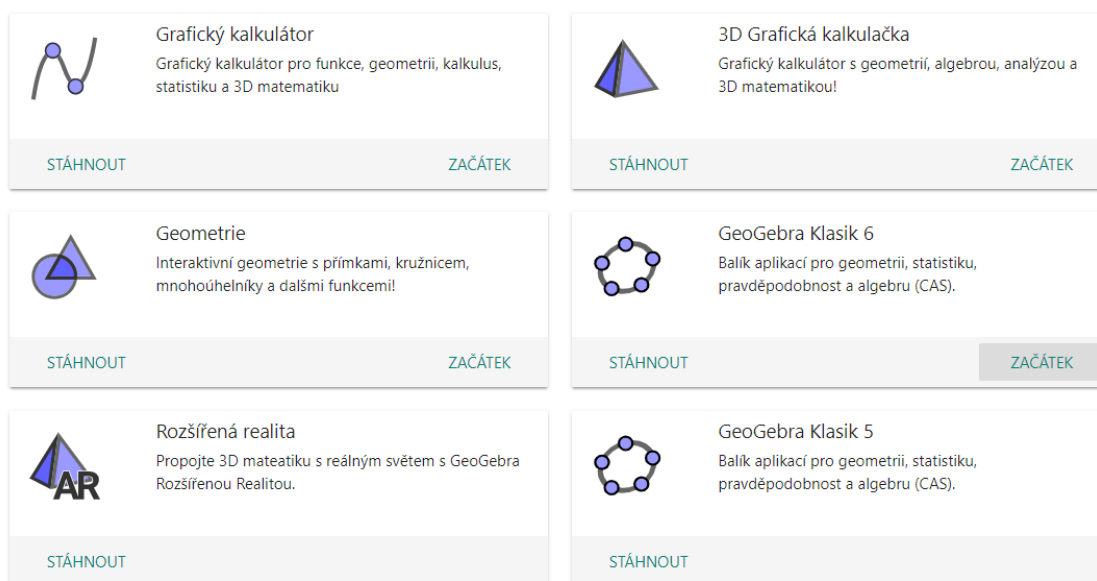 Grafický kalkulátor
Grafický kalkulátor pro funkce, geometrii, kalkulus,
statistiku a 3D matematiku
STÁHNOUT
ZAČÁTEK
3D Grafická kalkulačka
Grafický kalkulátor s geometrií, algebrou, analýzou a
3D matematikou!
STÁHNOUT
ZAČÁTEK
Geometrie
Interaktivní geometrie s přímkami, kružnicem,
mnohoúhelníky a dalšmi funkcemi!
STÁHNOUT
ZAČÁTEK
GeoGebra Klasik 6
Balík aplikací pro geometrii, statistiku,
pravděpodobnost a algebru (CAS).
STÁHNOUT
ZAČÁTEK
AR
Rozšířená realita
Propojte 3D mateatiku s reálným světem s GeoGebra
Rozšířenou Realitou.
STÁHNOUT
GeoGebra Klasik 5
Balík aplikací pro geometrii, statistiku,
pravděpodobnost a algebru (CAS).
STÁHNOUT